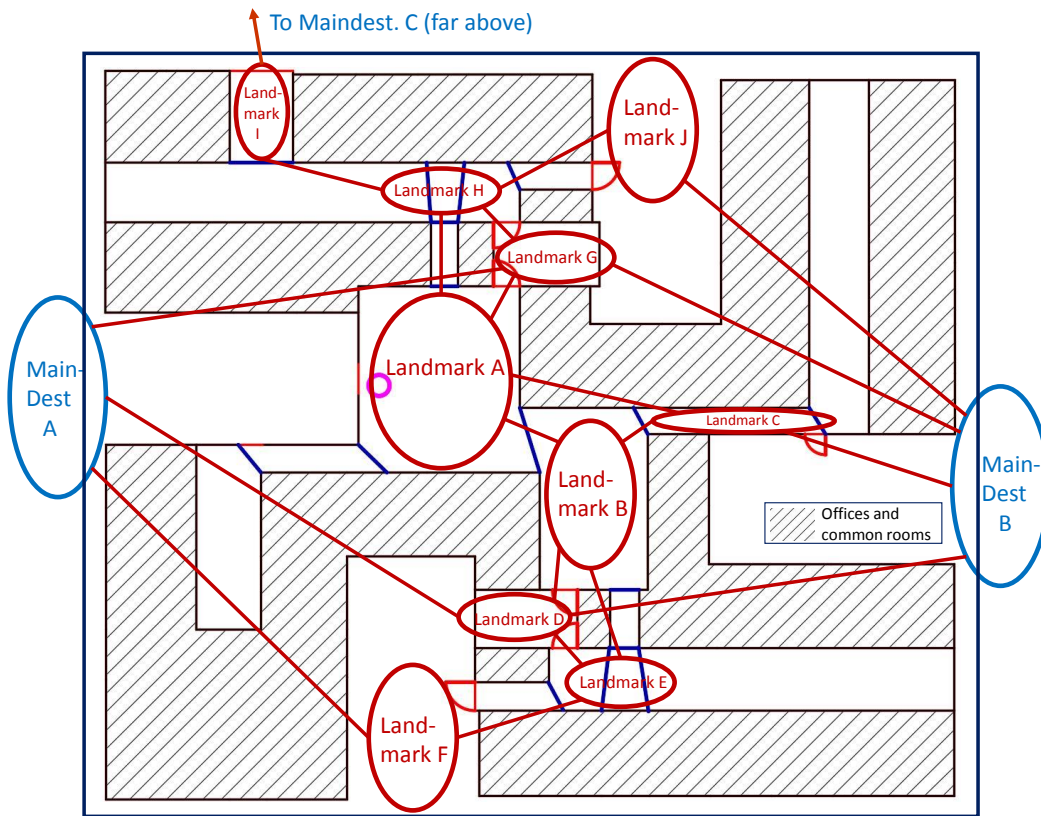 To Maindest. C (far above)
Land-
mark
I
Land-
mark J
Landmark H
Landmark G
Main-
Dest
A
Landmark A
Landmark C
Land-
mark B
Main-
Dest
B
Offices and
common rooms
Landmark D
Landmark E
Land-
mark F